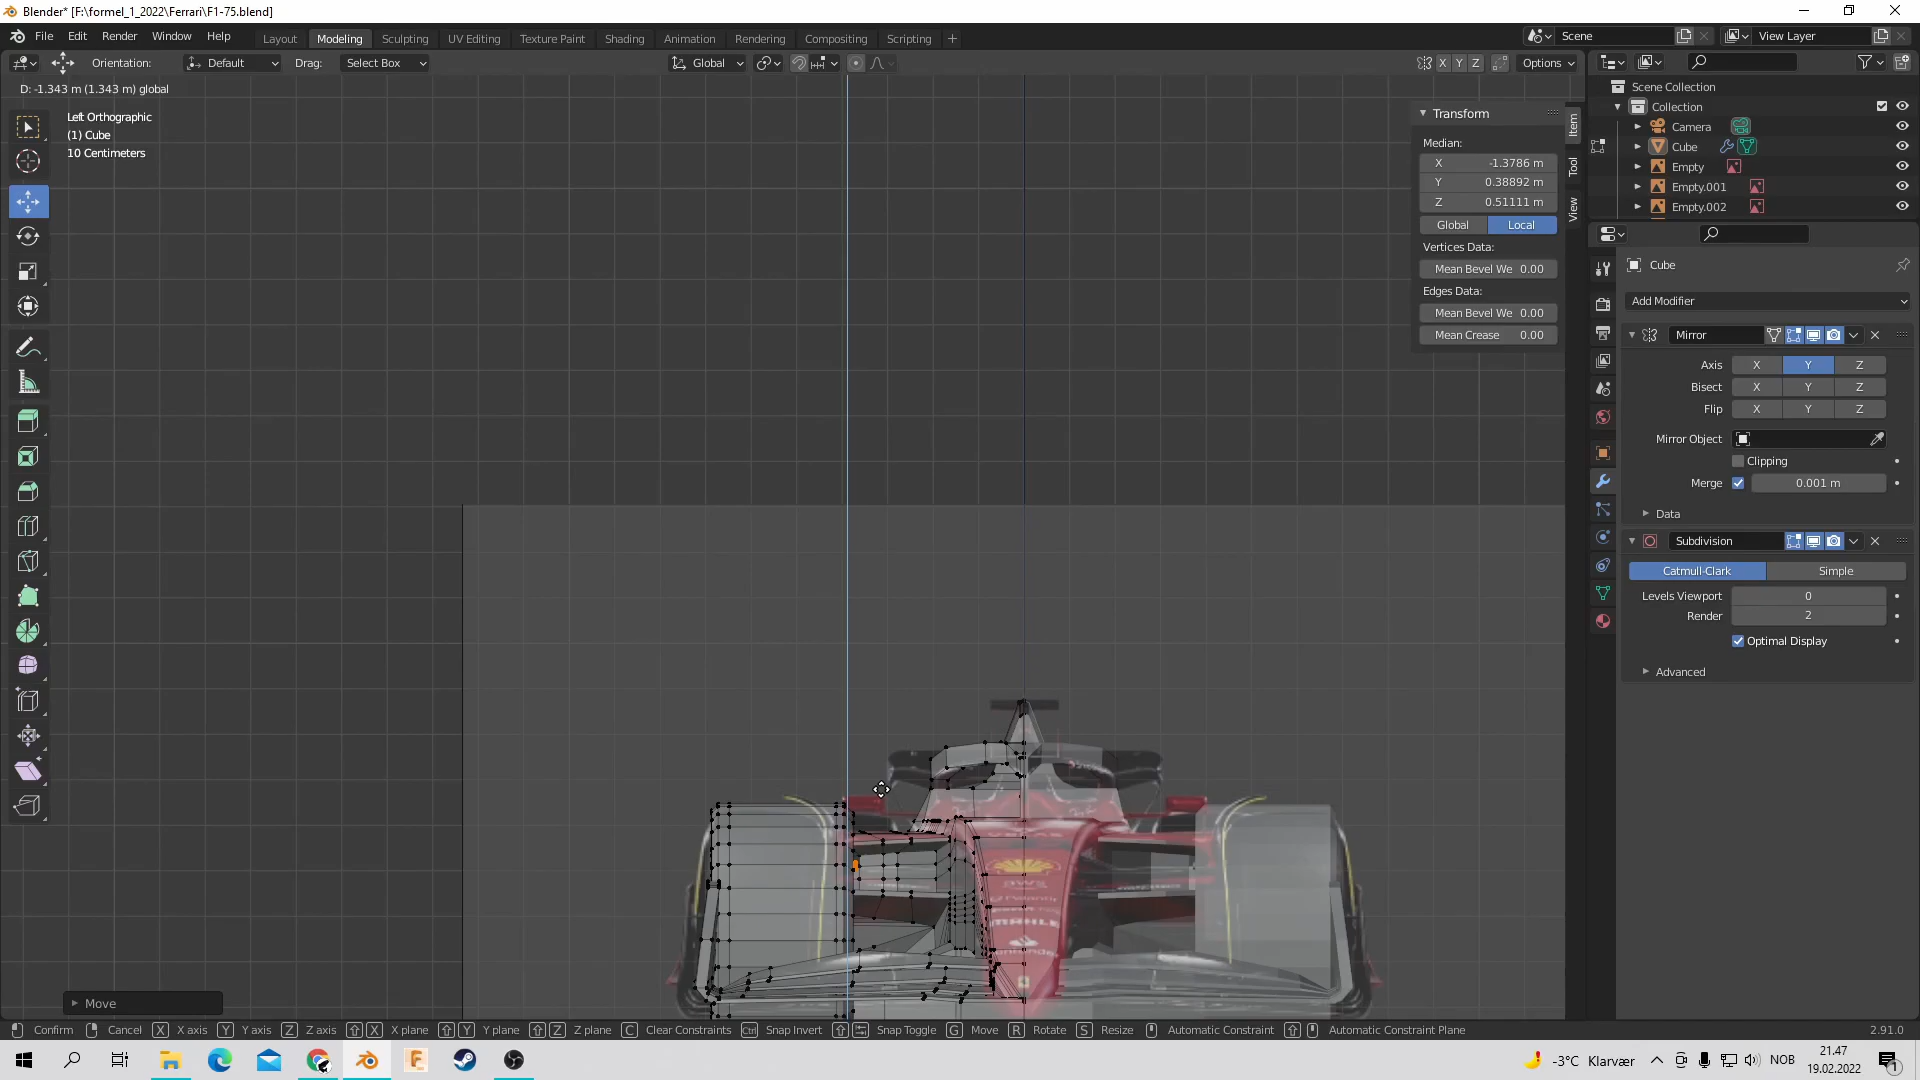 Blender* [F:\formel_1_2022\Ferrari\F1-75.blend]
File Edit Render Window Help Layout Modeling Sculpting UV Editing Texture Paint Shading Animation Rendering Compositing Scripting + Scene View Layer
Orientation: Default Drag: Select Box Global X Y Z Options
D: -1.343 m (1.343 m) global
Left Orthographic
(1) Cube
10 Centimeters
Transform
Median:
X -1.3786 m
Y 0.38892 m
Z 0.51111 m
Global Local
Vertices Data:
Mean Bevel We 0.00
Edges Data:
Mean Bevel We 0.00
Mean Crease 0.00
Item
Tool
View
Scene Collection
Collection
Camera
Cube
Empty
Empty.001
Empty.002
Cube
Add Modifier
Mirror
Axis X Y Z
Bisect X Y Z
Flip X Y Z
Mirror Object
Clipping
Merge 0.001 m
Data
Subdivision
Catmull-Clark Simple
Levels Viewport 0
Render 2
Optimal Display
Advanced
MAHLE
Santander
Move
Confirm Cancel X X axis Y Y axis Z Z axis X X plane Y Y plane Z Z plane C Clear Constraints Ctrl Snap Invert Snap Toggle G Move R Rotate S Resize Automatic Constraint Automatic Constraint Plane 2.91.0
-3°C Klarvær NOB 21.47
19.02.2022
1